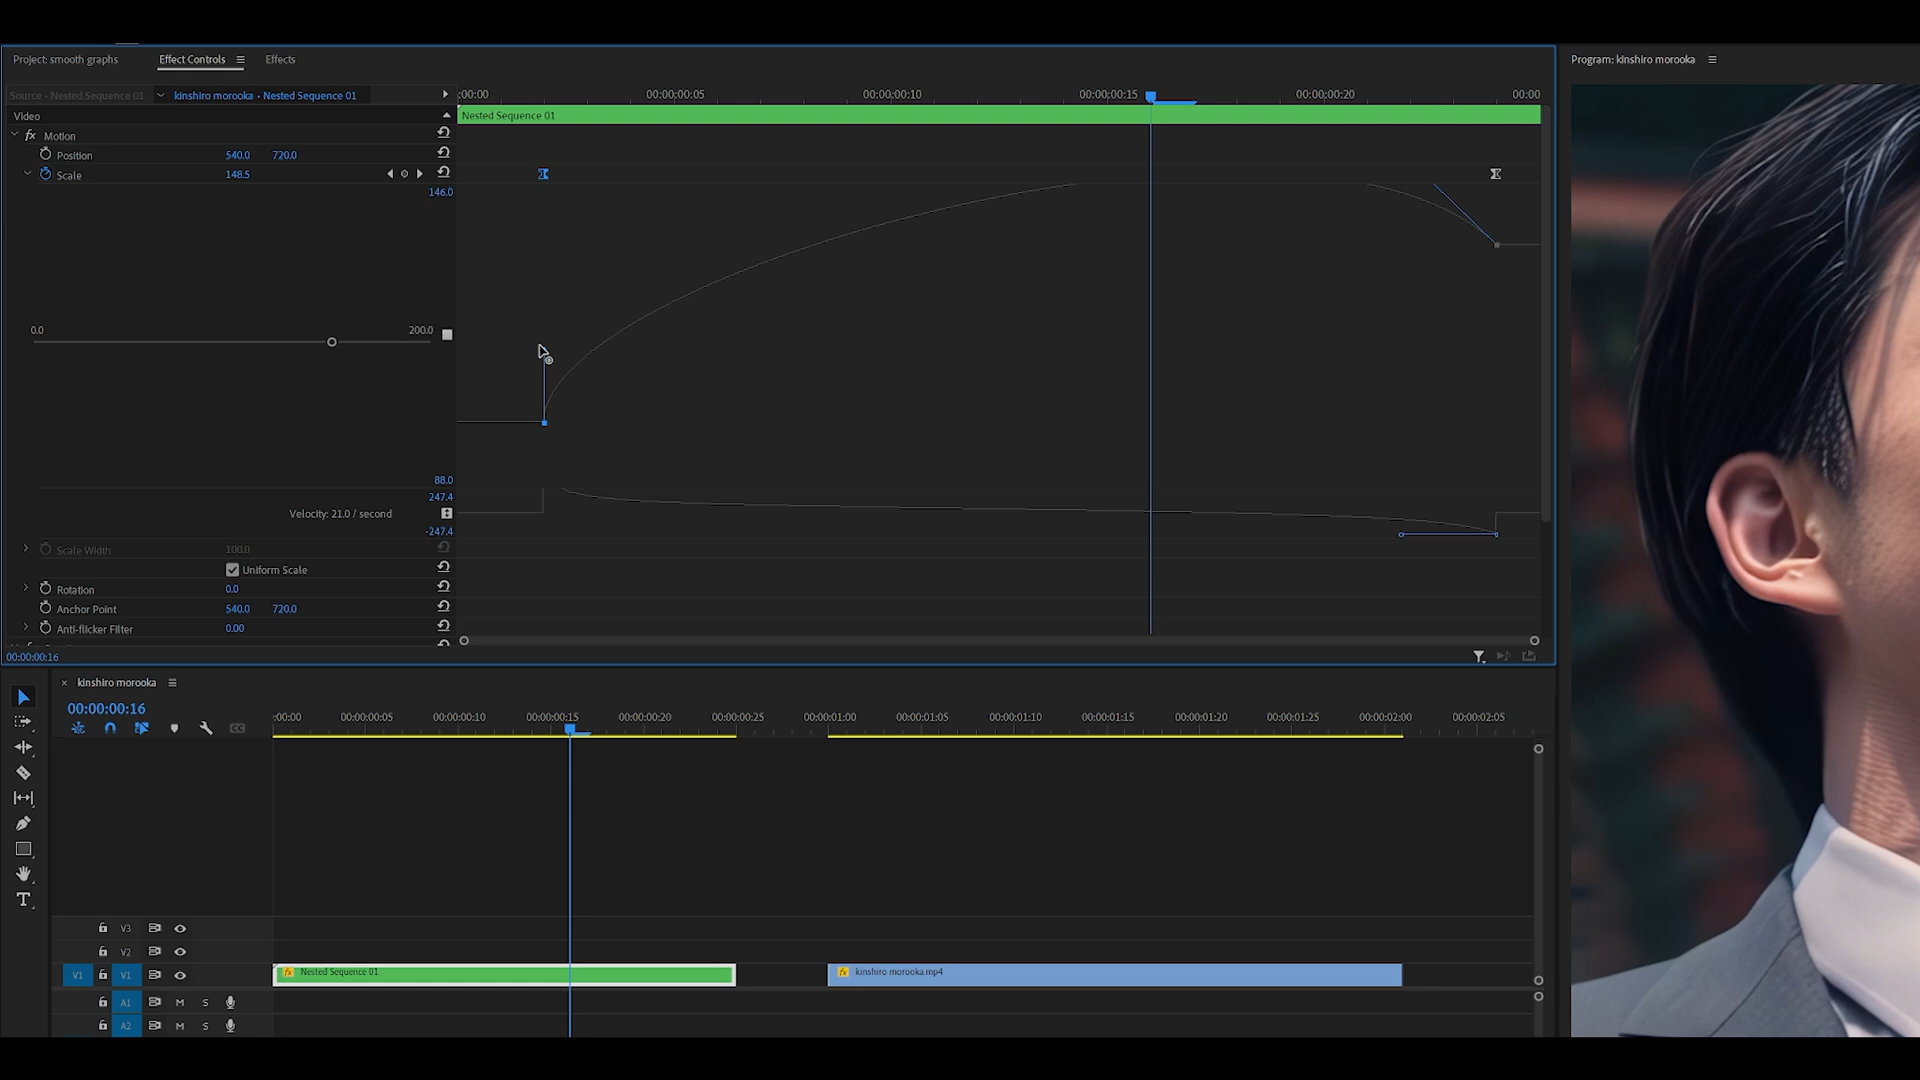 Project: smooth graphs
Effect Controls
Effects
Program: kinshiro morooka
Source • Nested Sequence 01
kinshiro morooka • Nested Sequence 01
:00:00
00:00:00:05
00:00:00:10
00:00:00:15
00:00:00:20
00:00
Video
Nested Sequence 01
fx Motion
Position 540.0 720.0
Scale 148.5
146.0
0.0
200.0
88.0
247.4
Velocity: 21.0 / second
-247.4
Scale Width 100.0
Uniform Scale
Rotation 0.0
Anchor Point 540.0 720.0
Anti-flicker Filter 0.00
00:00:00:16
× kinshiro morooka
00:00:00:16
:00:00
00:00:00:05
00:00:00:10
00:00:00:15
00:00:00:20
00:00:00:25
00:00:01:00
00:00:01:05
00:00:01:10
00:00:01:15
00:00:01:20
00:00:01:25
00:00:02:00
00:00:02:05
CC
T
V3
V2
V1 V1
fx Nested Sequence 01
fx kinshiro morooka.mp4
A1 M S
A2 M S